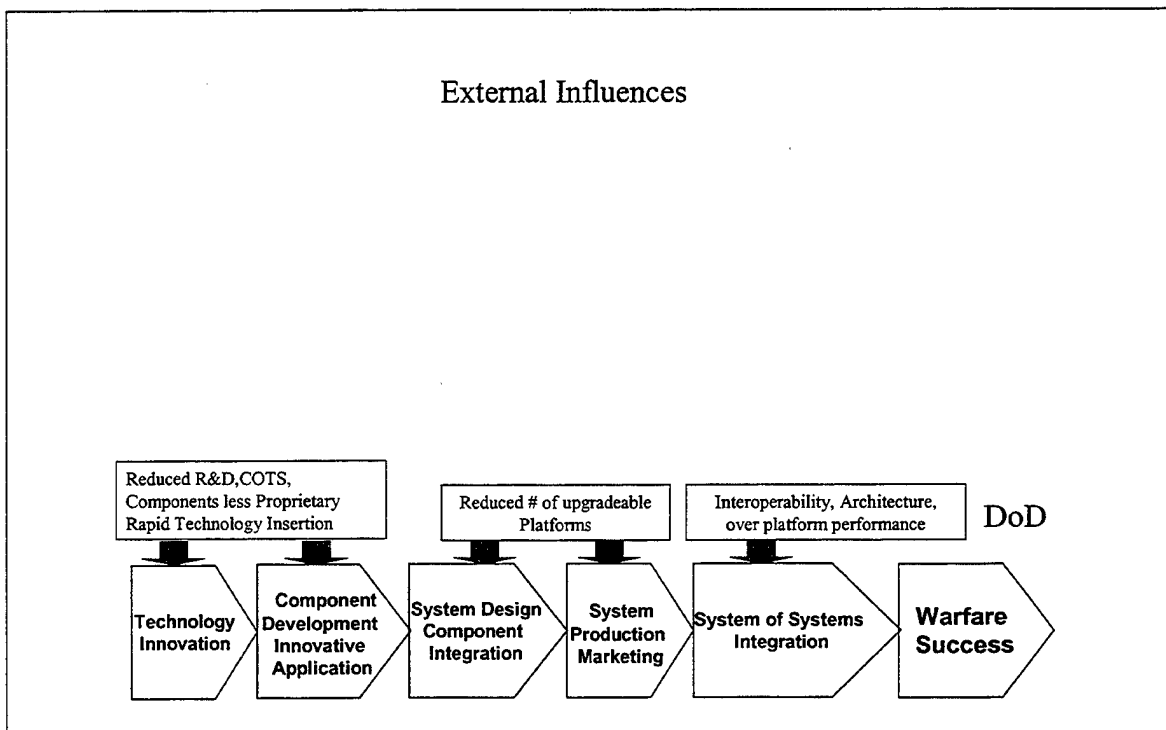 External Influences
Reduced R&D,COTS,
Components less Proprietary
Rapid Technology Insertion
Reduced # of upgradeable
Platforms
Interoperability, Architecture,
over platform performance
DoD
Technology
Innovation
Component
Development
Innovative
Application
System Design
Component
Integration
System
Production
Marketing
System of Systems
Integration
Warfare
Success